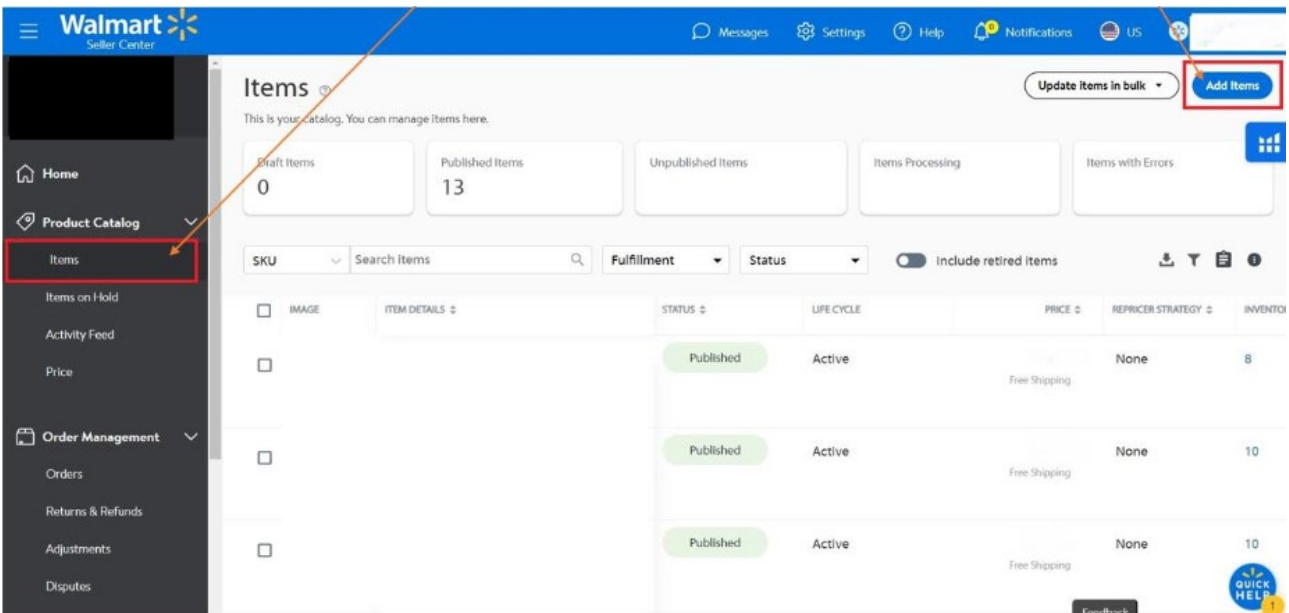 Walmart
Seller Center
Messages
Settings
Help
0
Notifications
US
Items
Update items in bulk
Add Items
This is your catalog. You can manage items here.
Draft Items
0
Published Items
13
Unpublished Items
Items Processing
Items with Errors
Home
Product Catalog
Items
Items on Hold
Activity Feed
Price
Order Management
Orders
Returns & Refunds
Adjustments
Disputes
SKU
Search items
Fulfillment
Status
Include retired items
IMAGE
ITEM DETAILS
STATUS
LIFE CYCLE
PRICE
REPRICER STRATEGY
INVENTO
Published
Active
Free Shipping
None
8
Published
Active
Free Shipping
None
10
Published
Active
Free Shipping
None
10
QUICK
HELP
1
Feedback